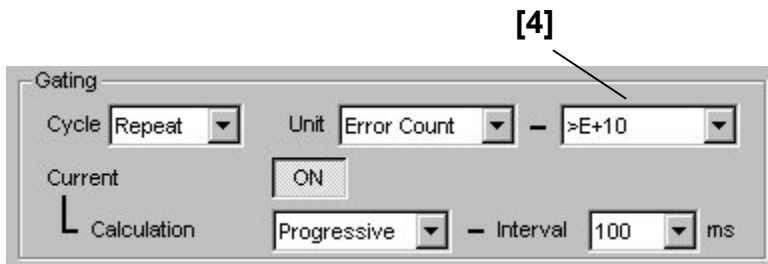 [4]
Gating
Cycle Repeat Unit Error Count – >E+10
Current ON
Calculation Progressive – Interval 100 ms